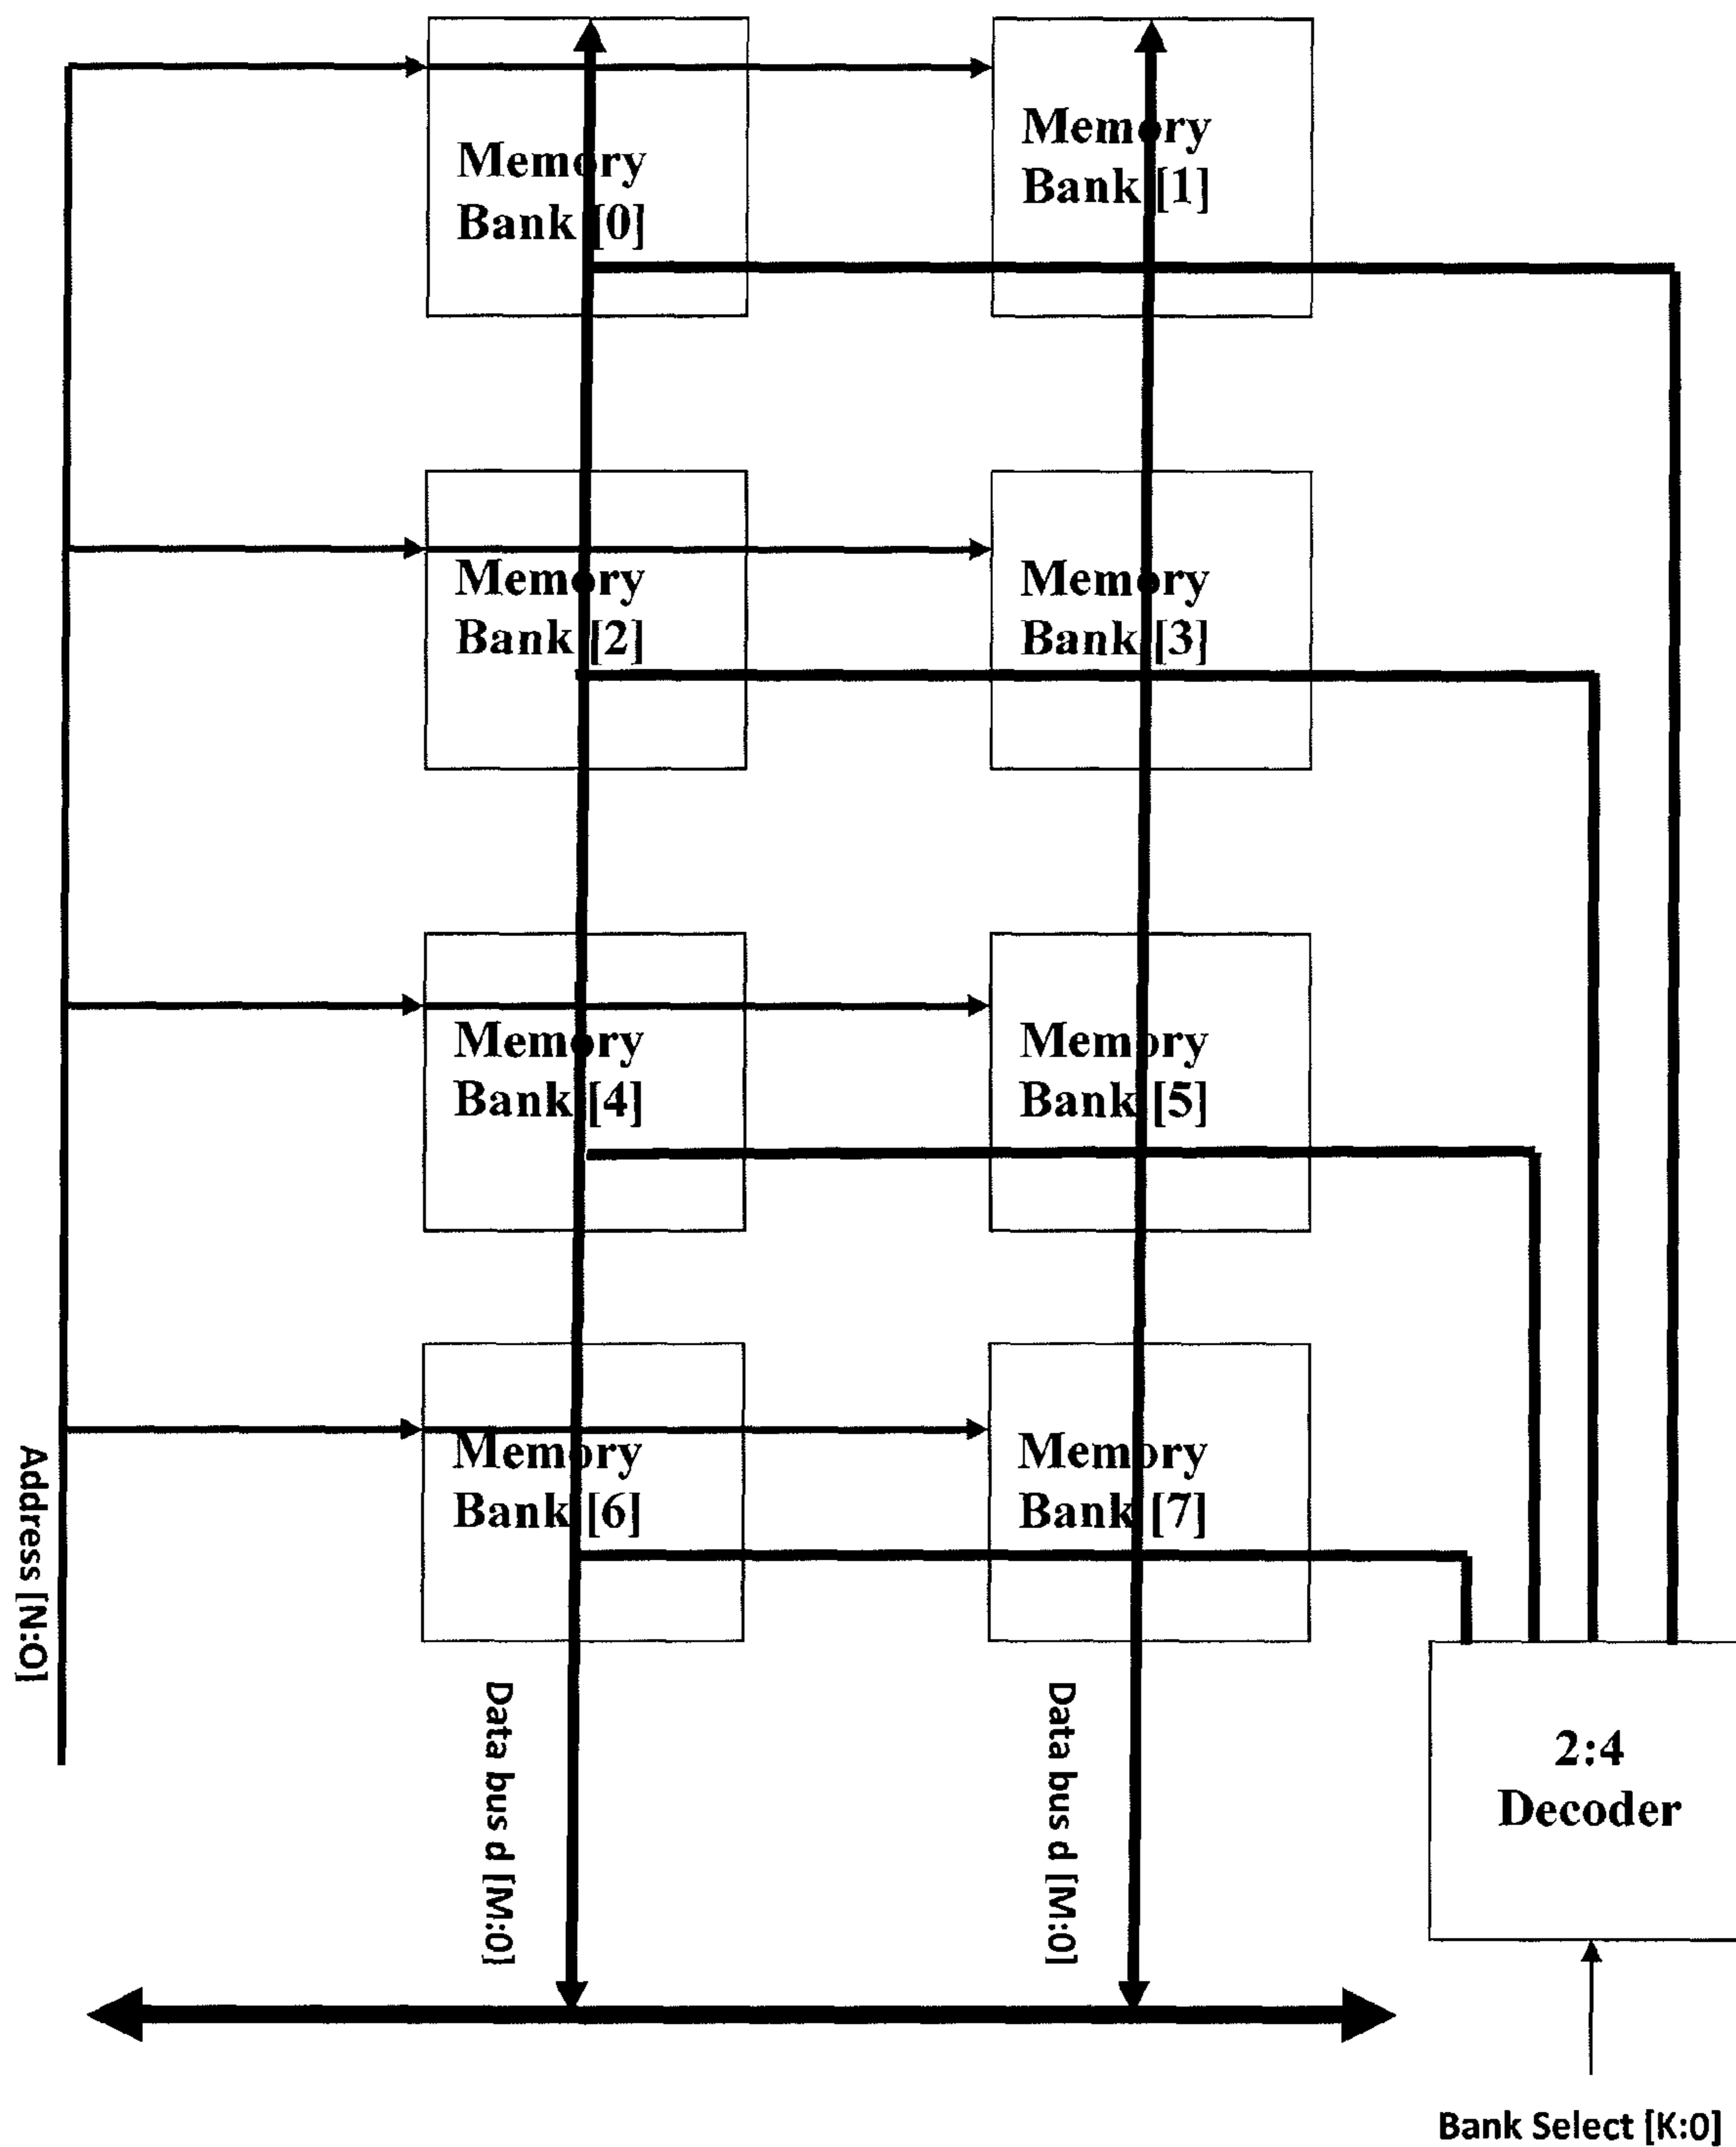 Memory
Bank [0]
Memory
Bank [1]
Memory
Bank [2]
Memory
Bank [3]
Memory
Bank [4]
Memory
Bank [5]
Memory
Bank [6]
Memory
Bank [7]
Address [N:O]
Data bus d [M:0]
Data bus d [M:0]
2:4
Decoder
Bank Select [K:0]